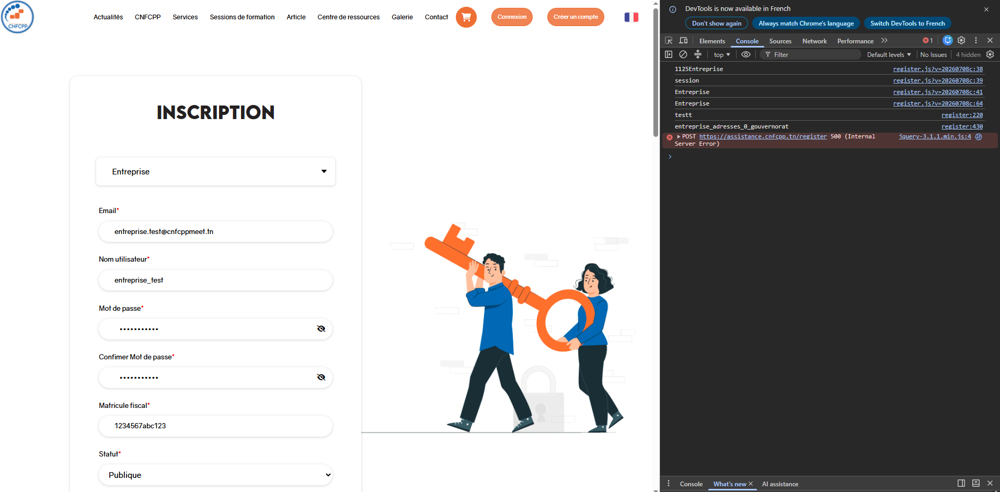 CNFCPP
Actualités
CNFCPP
Services
Sessions de formation
Article
Centre de ressources
Galerie
Contact
Connexion
Créer un compte
INSCRIPTION
Entreprise
Email*
entreprise.test@cnfcppmeet.tn
Nom utilisateur*
entreprise_test
Mot de passe*
•••••••••••
Confimer Mot de passe*
•••••••••••
Matricule fiscal*
1234567abc123
Statut*
Publique
DevTools is now available in French
Don't show again
Always match Chrome's language
Switch DevTools to French
Elements
Console
Sources
Network
Performance
1
top
Filter
Default levels
No Issues
4 hidden
1125Entreprise register.js?v=20260708c:38
session register.js?v=20260708c:39
Entreprise register.js?v=20260708c:41
Entreprise register.js?v=20260708c:64
testt register:220
entreprise_adresses_0_gouvernorat register:430
POST https://assistance.cnfcpp.tn/register 500 (Internal jquery-3.1.1.min.js:4
Server Error)
Console
What's new
AI assistance